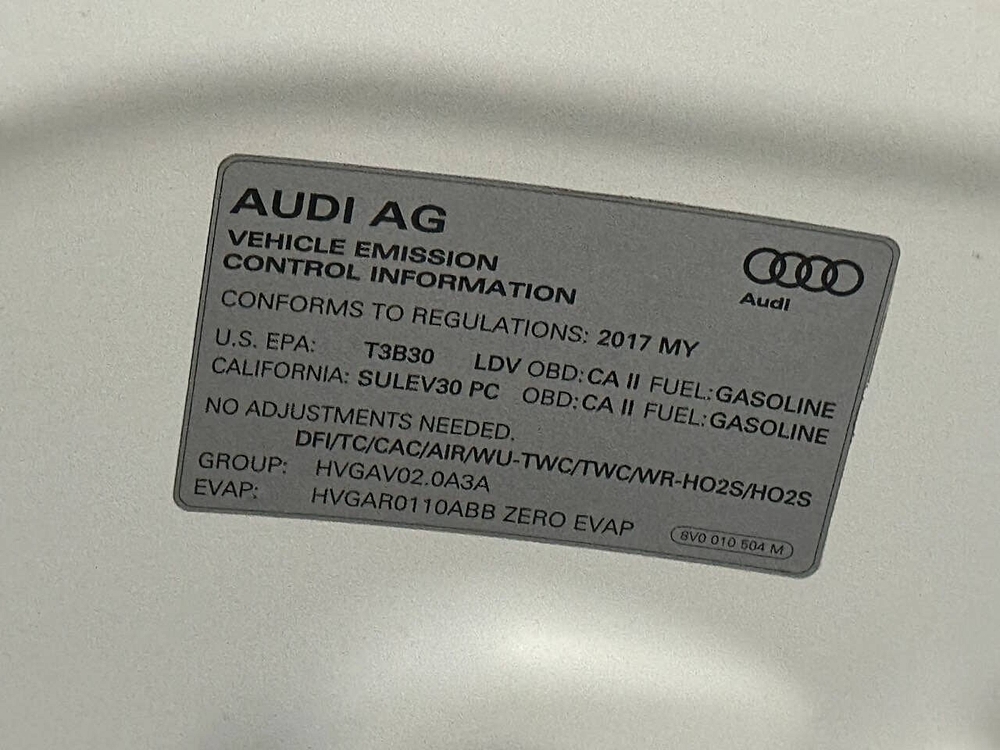 AUDI AG
VEHICLE EMISSION
CONTROL INFORMATION
Audi
CONFORMS TO REGULATIONS: 2017 MY
U.S. EPA: T3B30 LDV OBD: CA II FUEL: GASOLINE
CALIFORNIA: SULEV30 PC OBD: CA II FUEL: GASOLINE
NO ADJUSTMENTS NEEDED.
DFI/TC/CAC/AIR/WU-TWC/TWC/WR-HO2S/HO2S
GROUP: HVGAV02.0A3A
EVAP: HVGAR0110ABB ZERO EVAP
8V0 010 504 M